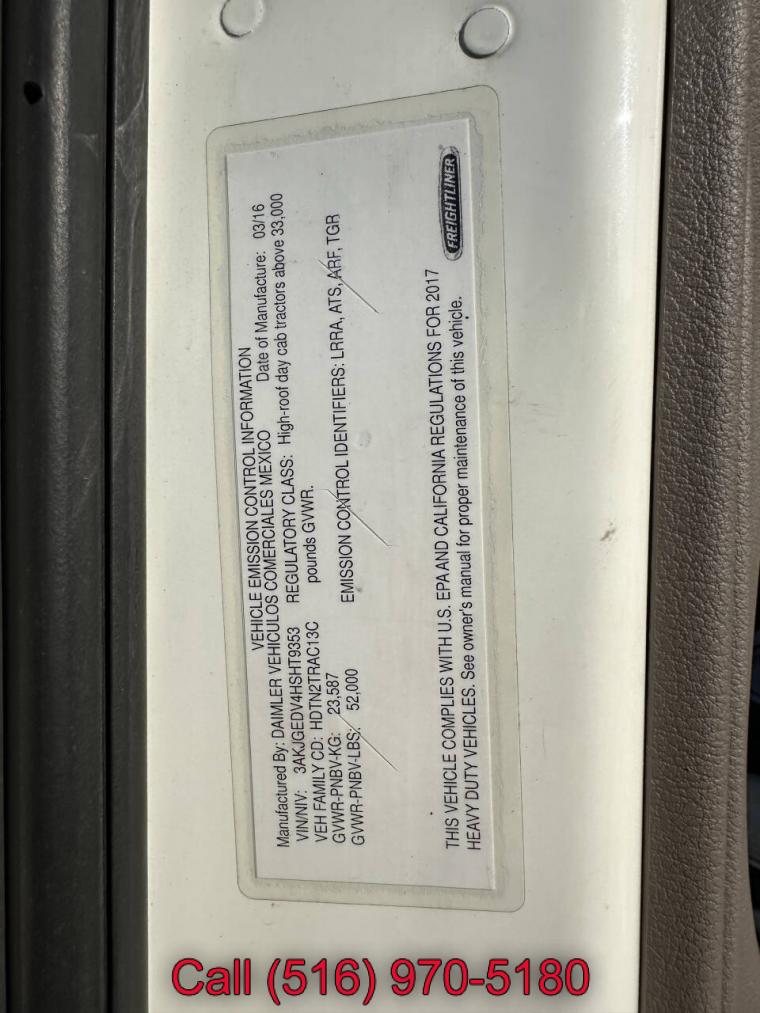 VEHICLE EMISSION CONTROL INFORMATION
Manufactured By: DAIMLER VEHICULOS COMERCIALES MEXICO Date of Manufacture: 03/16
VIN/NIV: 3AKJGEDV4HSHT9353 REGULATORY CLASS: High-roof day cab tractors above 33,000
VEH FAMILY CD: HDTN2TRAC13C pounds GVWR.
GVWR-PNBV-KG: 23,587
GVWR-PNBV-LBS: 52,000 EMISSION CONTROL IDENTIFIERS: LRRA, ATS, ARF, TGR
THIS VEHICLE COMPLIES WITH U.S. EPA AND CALIFORNIA REGULATIONS FOR 2017
HEAVY DUTY VEHICLES. See owner's manual for proper maintenance of this vehicle.
FREIGHTLINER
Call (516) 970-5180